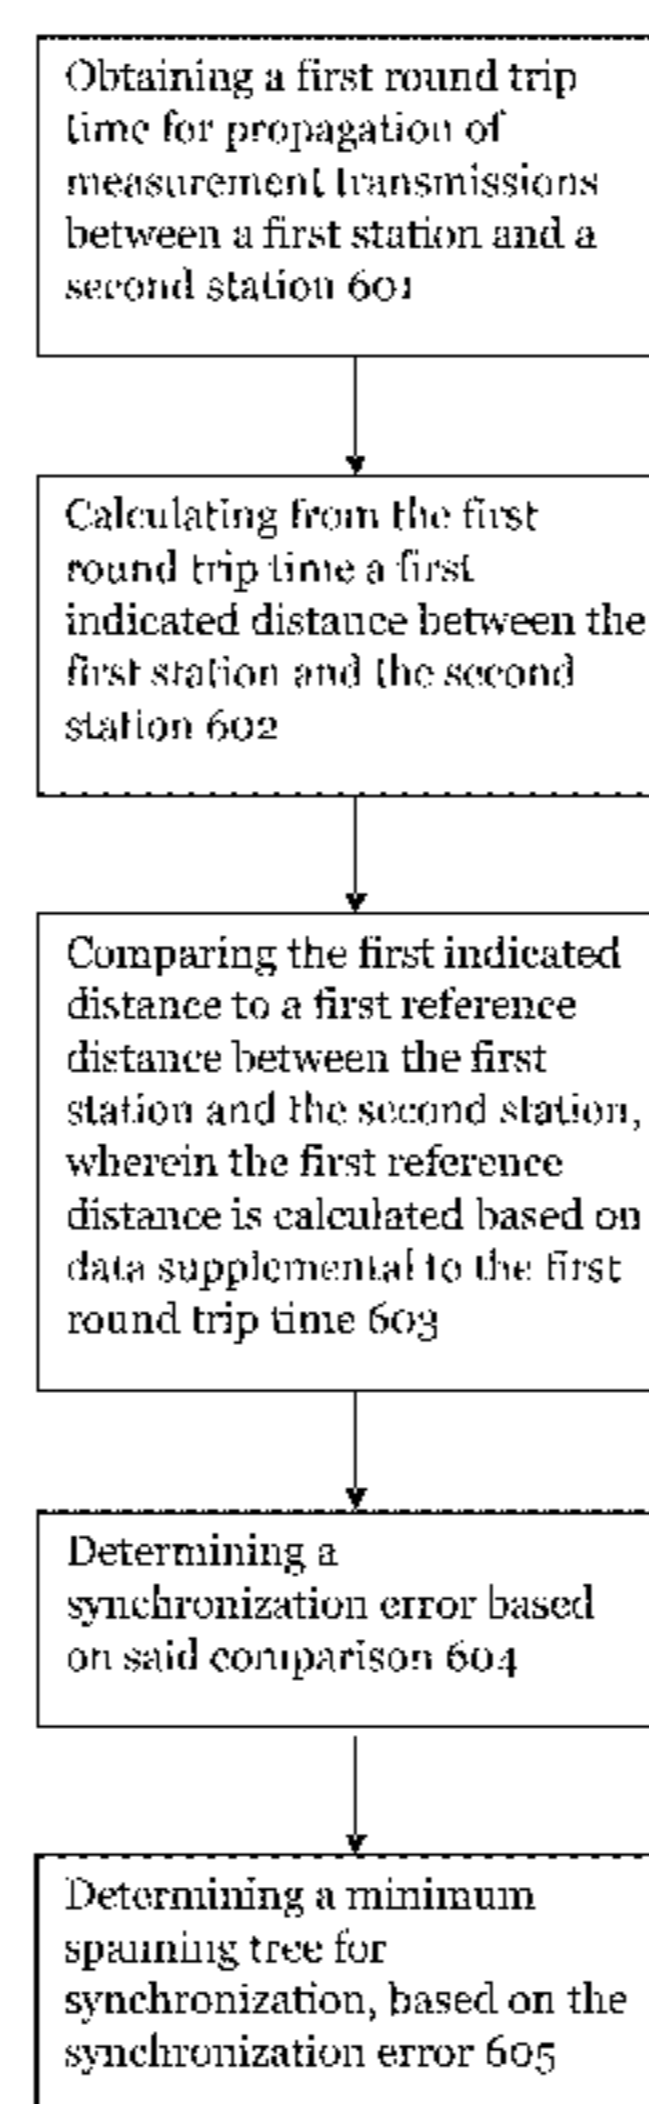 Obtaining a first round trip
time for propagation of
measurement transmissions
between a first station and a
second station 601
Calculating from the first
round trip time a first
indicated distance between the
first station and the second
station 602
Comparing the first indicated
distance to a first reference
distance between the first
station and the second station,
wherein the first reference
distance is calculated based on
data supplemental to the first
round trip time 603
Determining a
synchronization error based
on said comparison 604
Determining a minimum
spanning tree for
synchronization, based on the
synchronization error 605